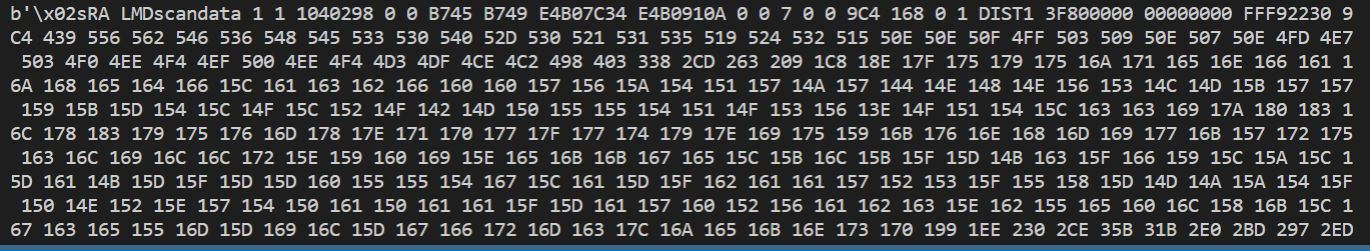 b'\x02sRA LMDscandata 1 1 1040298 0 0 B745 B749 E4B07C34 E4B0910A 0 0 7 0 0 9C4 168 0 1 DIST1 3F800000 00000000 FFF92230 9
C4 439 556 562 546 536 548 545 533 530 540 52D 530 521 531 535 519 524 532 515 50E 50E 50F 4FF 503 509 50E 507 50E 4FD 4E7
503 4F0 4EE 4F4 4EF 500 4EE 4F4 4D3 4DF 4CE 4C2 498 403 338 2CD 263 209 1C8 18E 17F 175 179 175 16A 171 165 16E 166 161 1
6A 168 165 164 166 15C 161 163 162 166 160 160 157 156 15A 154 151 157 14A 157 144 14E 148 14E 156 153 14C 14D 15B 157 157
159 15B 15D 154 15C 14F 15C 152 14F 142 14D 150 155 155 154 151 14F 153 156 13E 14F 151 154 15C 163 163 169 17A 180 183 1
6C 178 183 179 175 176 16D 178 17E 171 170 177 17F 177 174 179 17E 169 175 159 16B 176 16E 168 16D 169 177 16B 157 172 175
163 16C 169 16C 16C 172 15E 159 160 169 15E 165 16B 16B 167 165 15C 15B 16C 15B 15F 15D 14B 163 15F 166 159 15C 15A 15C 1
5D 161 14B 15D 15F 15D 15D 160 155 155 154 167 15C 161 15D 15F 162 161 161 157 152 153 15F 155 158 15D 14D 14A 15A 154 15F
150 14E 152 15E 157 154 150 161 150 161 161 15F 15D 161 157 160 152 156 161 162 163 15E 162 155 165 160 16C 158 16B 15C 1
67 163 165 155 16D 15D 169 16C 15D 167 166 172 16D 163 17C 16A 165 16B 16E 173 170 199 1EE 230 2CE 35B 31B 2E0 2BD 297 2ED